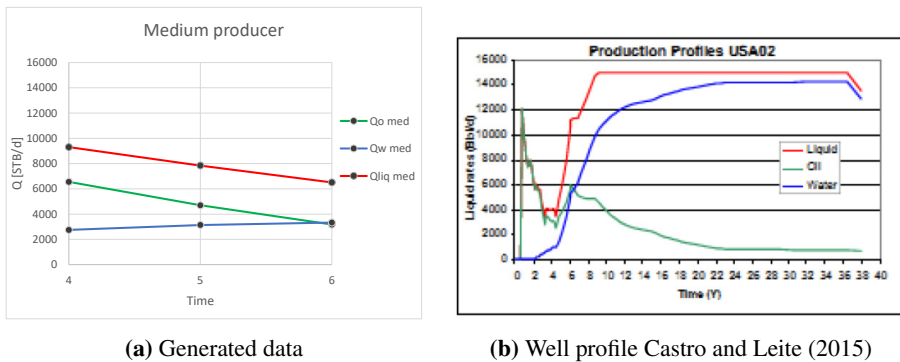 Medium producer
Q [STB/d]
16000
14000
12000
10000
8000
6000
4000
2000
0
4 5 6
Time
Qo med
Qw med
Qliq med
(a) Generated data
Production Profiles USA02
Liquid rates (Bbl/d)
16000
14000
12000
10000
8000
6000
4000
2000
0
0 2 4 6 8 10 12 14 16 18 20 22 24 26 28 30 32 34 36 38 40
Time (Y)
Liquid
Oil
Water
(b) Well profile Castro and Leite (2015)